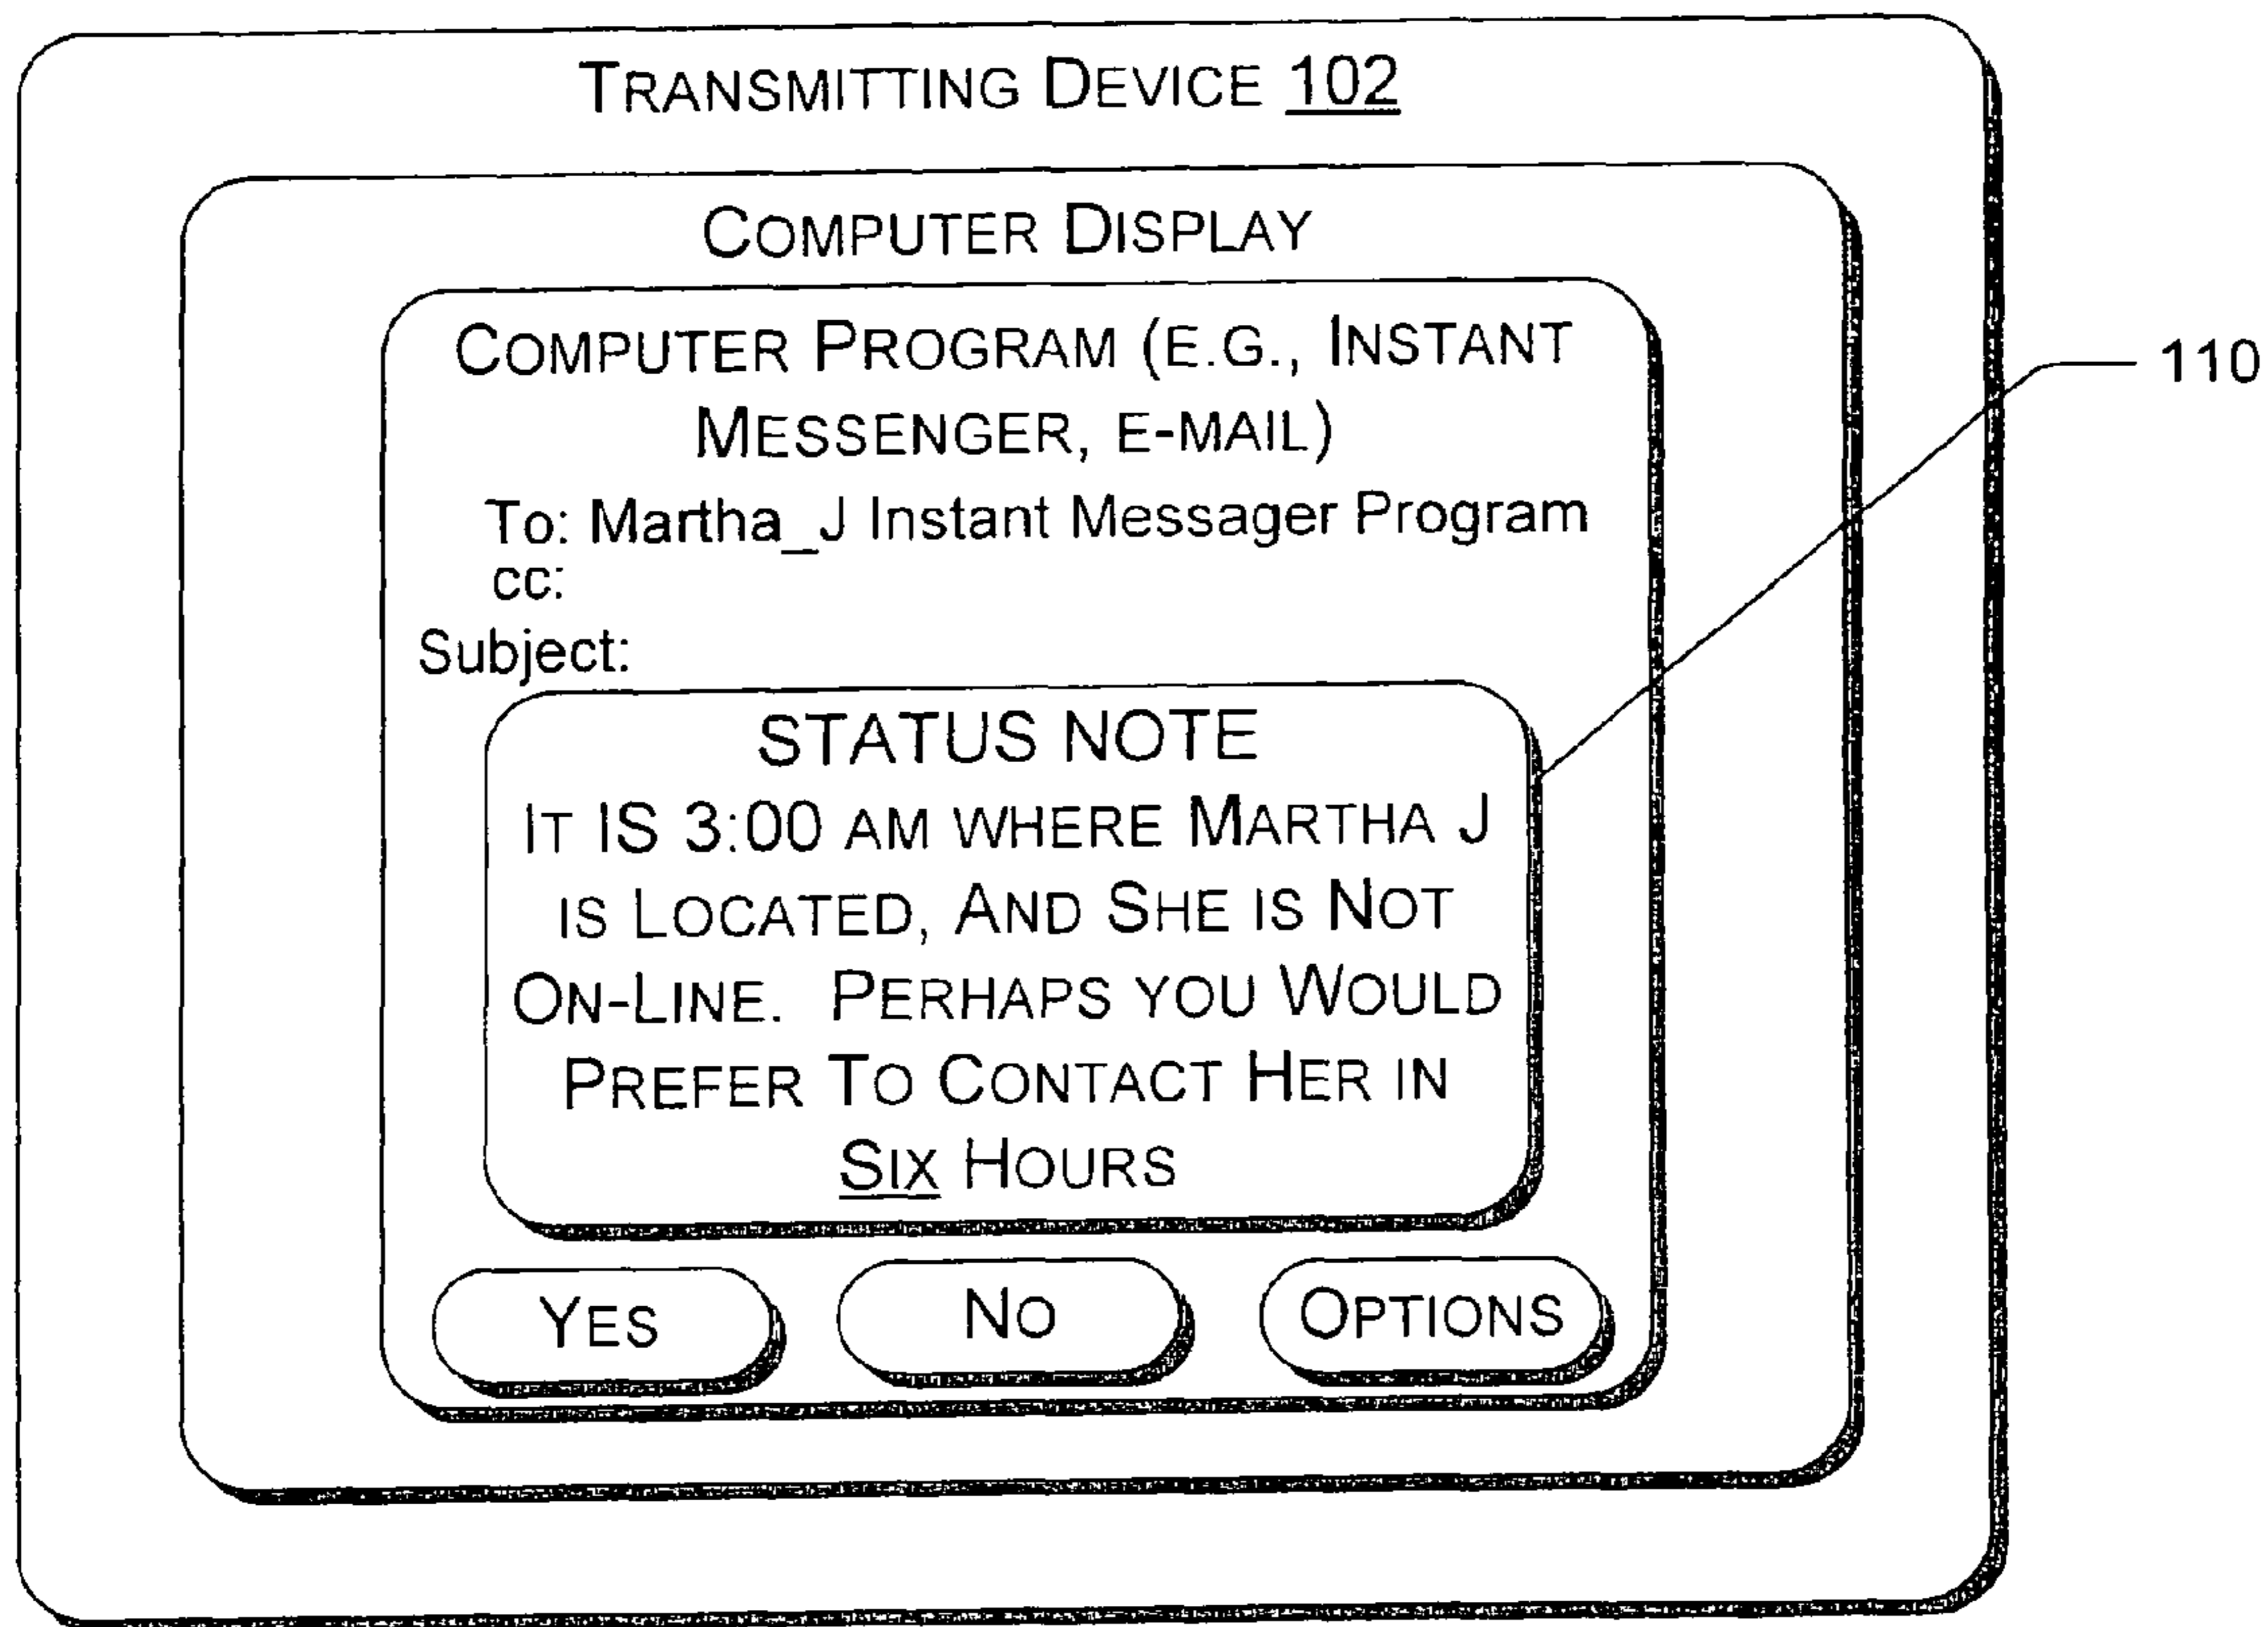 TRANSMITTING DEVICE 102
COMPUTER DISPLAY
COMPUTER PROGRAM (E.G., INSTANT
MESSENGER, E-MAIL)
110
To: Martha_J Instant Messager Program
cc:
Subject:
STATUS NOTE
IT IS 3:00 AM WHERE MARTHA J
IS LOCATED, AND SHE IS NOT
ON-LINE. PERHAPS YOU WOULD
PREFER TO CONTACT HER IN
SIX HOURS
YES
NO
OPTIONS